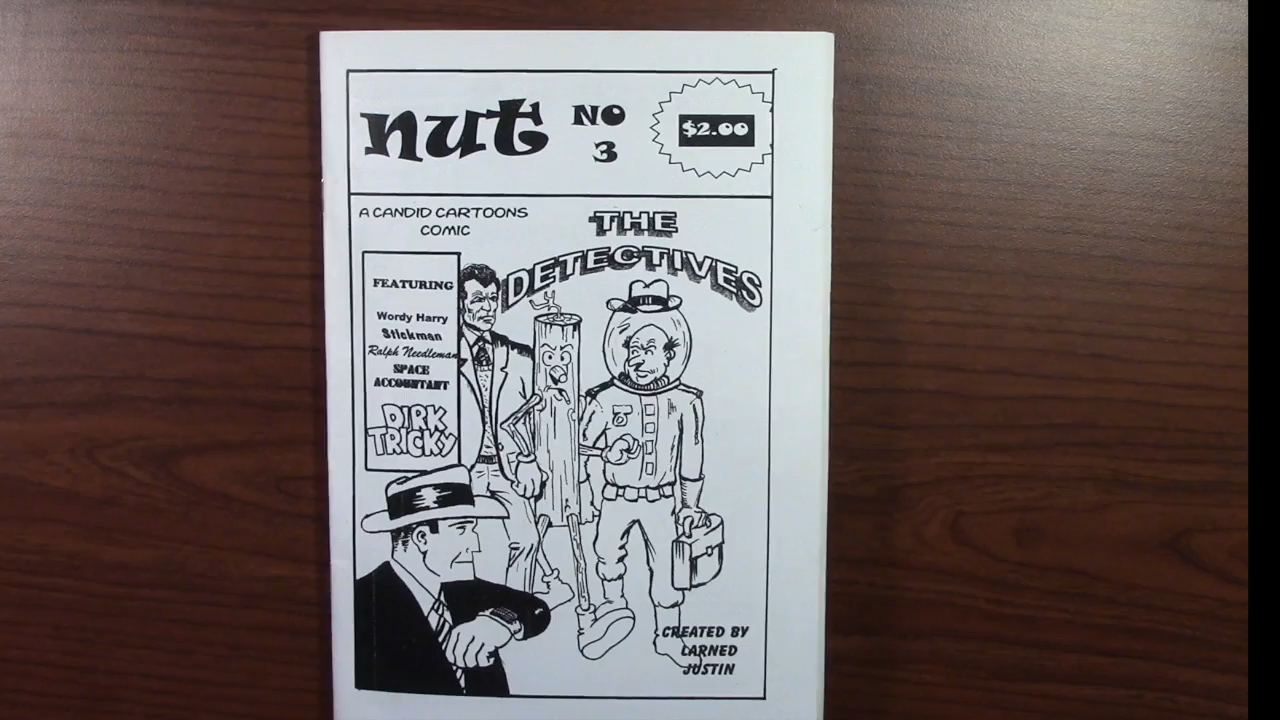 nut
NO
3
$2.00
A CANDID CARTOONS
COMIC
THE
DETECTIVES
FEATURING
Wordy Harry
Stickman
Ralph Needleman
SPACE
ACCOUNTANT
DIRK
TRICKY
CREATED BY
LARNED
JUSTIN